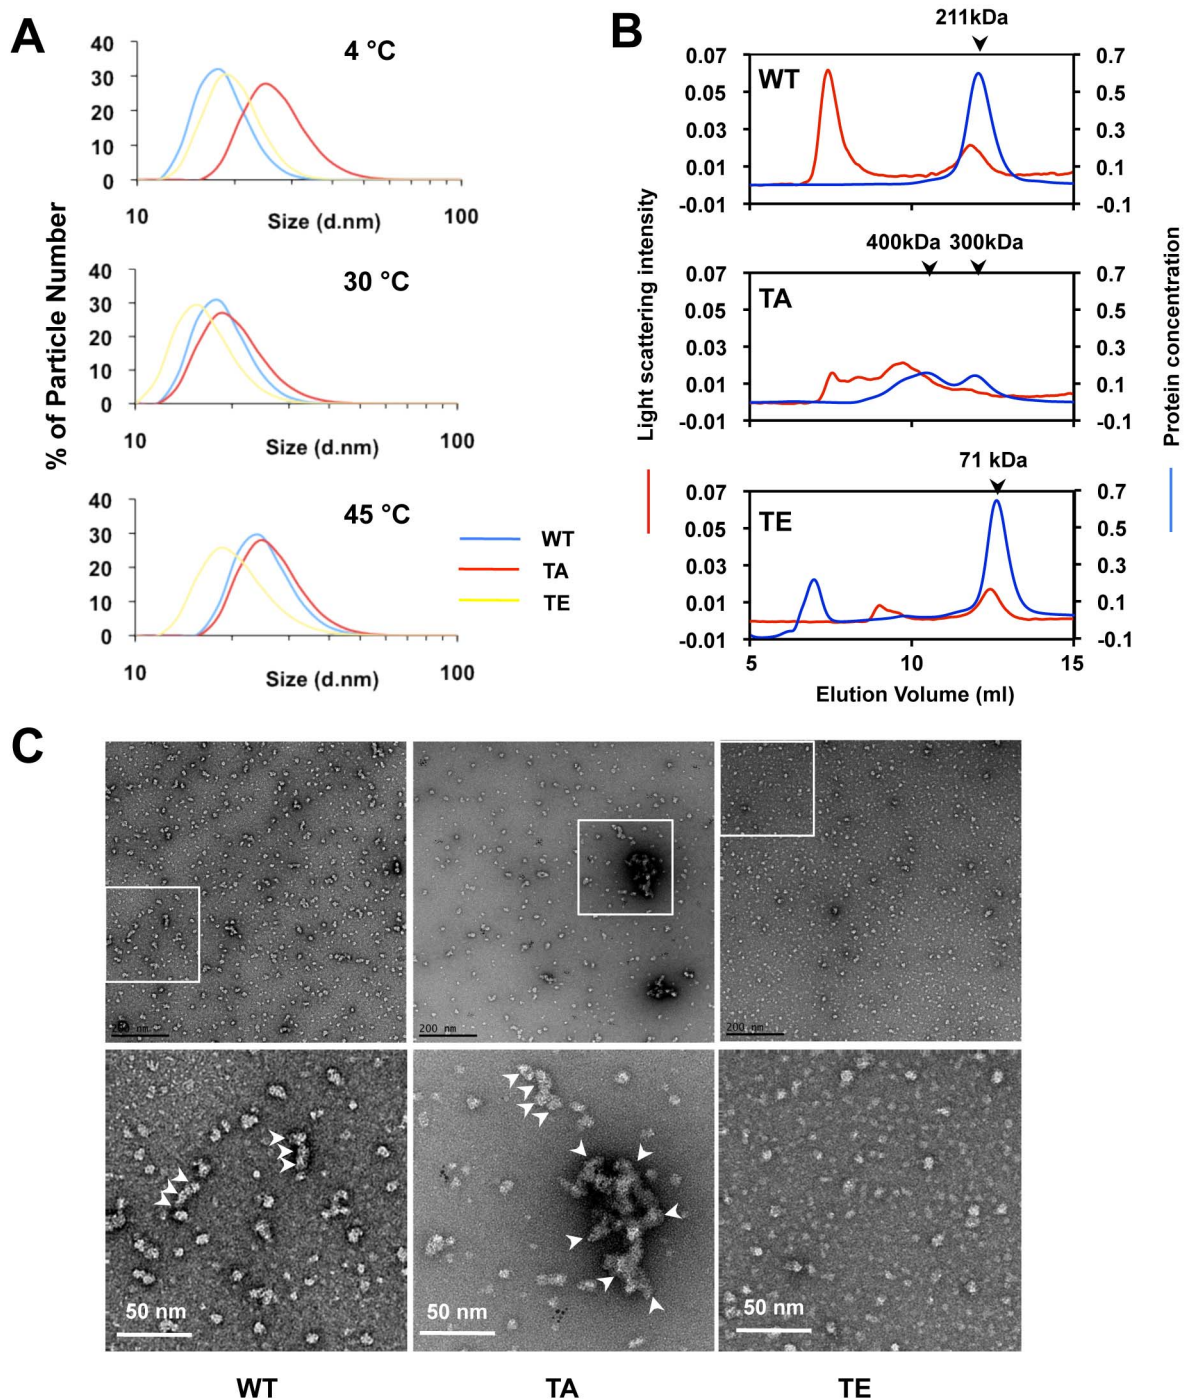 A
40
30
20
10
0
4 °C
10
Size (d.nm)
100
40
30
20
10
0
30 °C
10
Size (d.nm)
100
40
30
20
10
0
45 °C
10
Size (d.nm)
100
% of Particle Number
WT
TA
TE
B
211kDa
0.07
0.05
0.03
0.01
-0.01
WT
0.7
0.5
0.3
0.1
-0.1
400kDa 300kDa
0.07
0.05
0.03
0.01
-0.01
TA
0.7
0.5
0.3
0.1
-0.1
71 kDa
0.07
0.05
0.03
0.01
-0.01
TE
0.7
0.5
0.3
0.1
-0.1
5
10
15
Elution Volume (ml)
Light scattering intensity
Protein concentration
C
200 nm
200 nm
200 nm
50 nm
50 nm
50 nm
WT
TA
TE